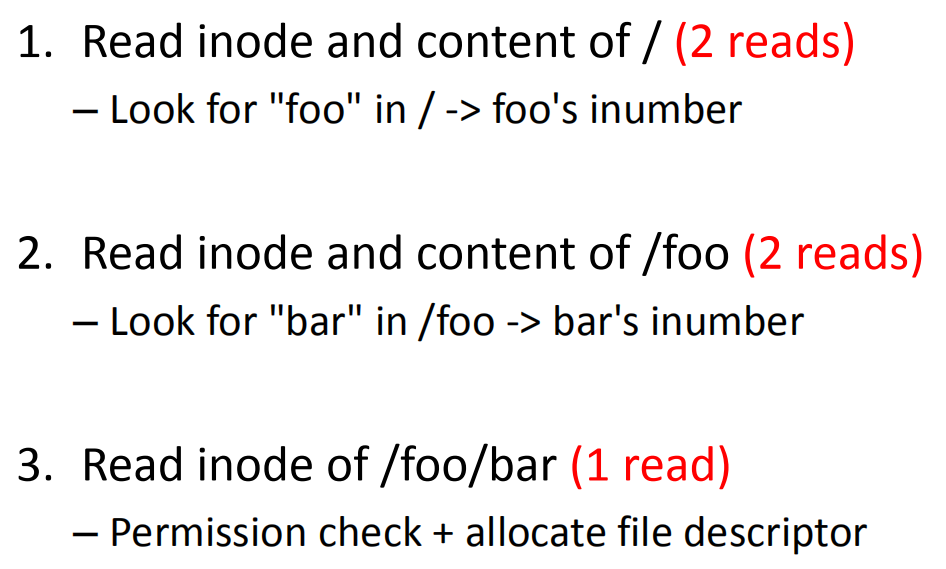 1. Read inode and content of / (2 reads)
– Look for "foo" in / -> foo's inumber
2. Read inode and content of /foo (2 reads)
– Look for "bar" in /foo -> bar's inumber
3. Read inode of /foo/bar (1 read)
– Permission check + allocate file descriptor